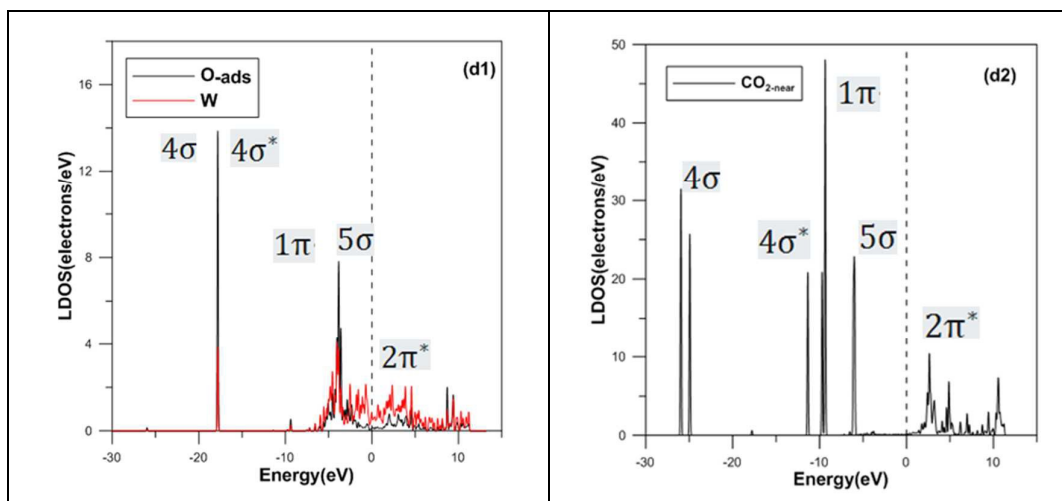 (d1)
O-ads
W
4σ 4σ*
1π 5σ
2π*
LDOS(electrons/eV)
16
12
8
4
0
-30 -20 -10 0 10
Energy(eV)
(d2)
CO2-near
1π
4σ
4σ* 5σ
2π*
LDOS(electrons/eV)
50
40
30
20
10
0
-30 -20 -10 0 10
Energy(eV)